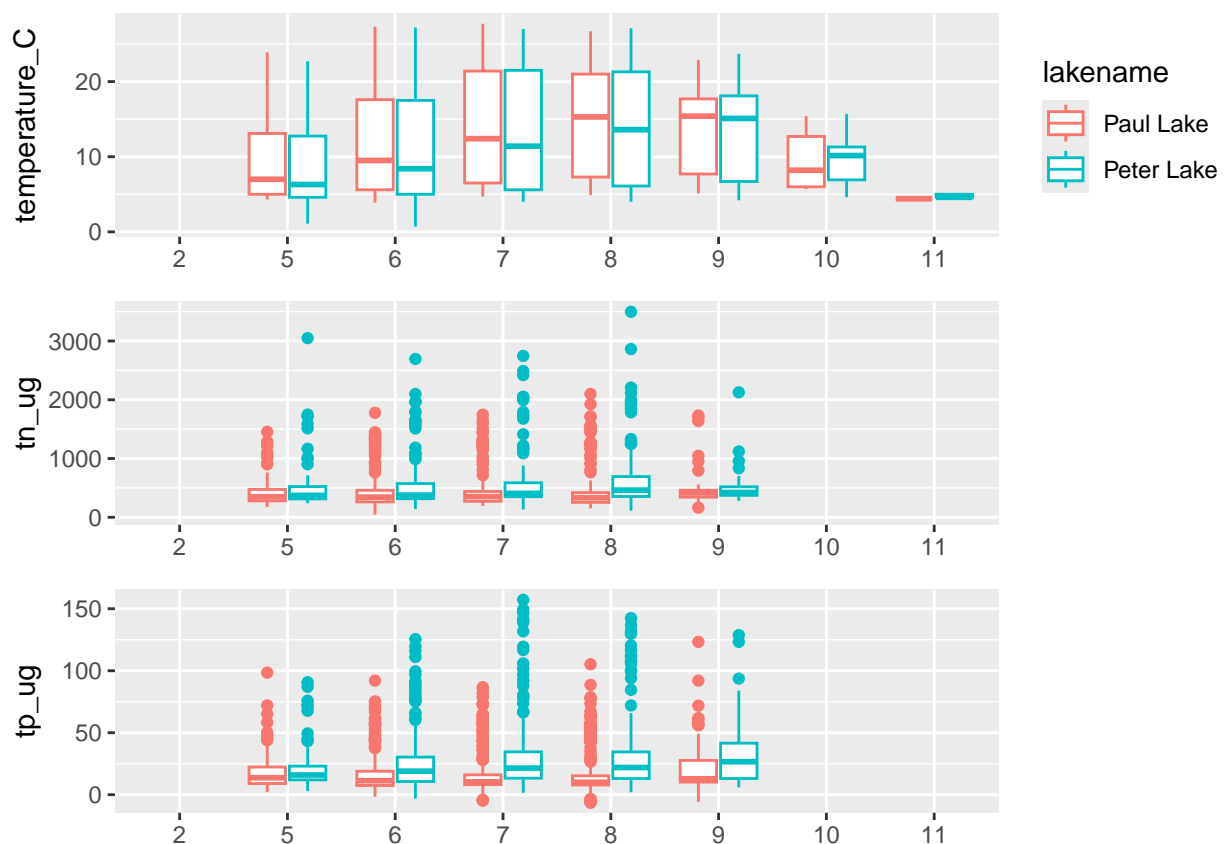 temperature_C
20
10
0
2 5 6 7 8 9 10 11
lakename
Paul Lake
Peter Lake
tn_ug
3000
2000
1000
0
2 5 6 7 8 9 10 11
tp_ug
150
100
50
0
2 5 6 7 8 9 10 11